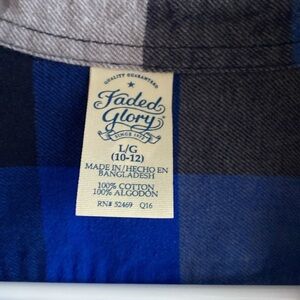 QUALITY GUARANTEED
Faded
Glory
SINCE 1972
L/G
(10-12)
MADE IN/HECHO EN
BANGLADESH
100% COTTON
100% ALGODON
RN# 52469 Q16